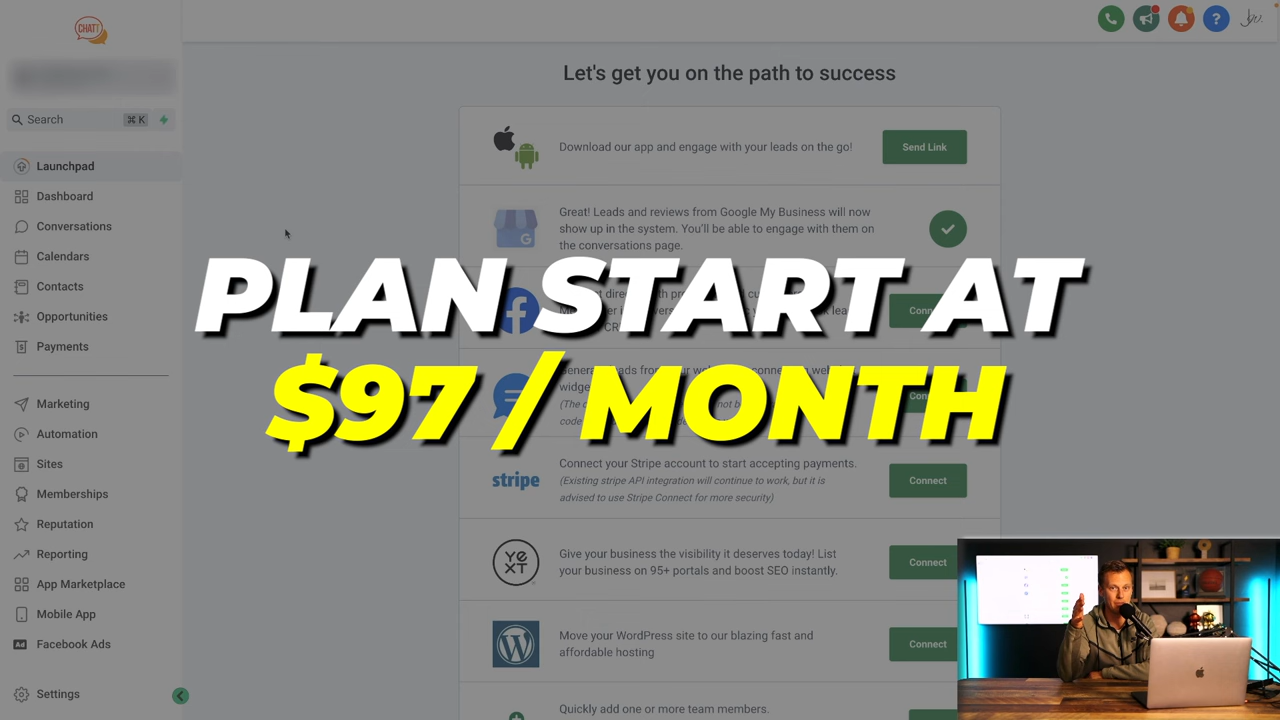 CHAT
Search
⌘ K
Launchpad
Dashboard
Conversations
Calendars
Contacts
Opportunities
Payments
Marketing
Automation
Sites
Memberships
Reputation
Reporting
App Marketplace
Mobile App
Ad
Facebook Ads
Settings
?
Let's get you on the path to success
Download our app and engage with your leads on the go!
Send Link
G
Great! Leads and reviews from Google My Business will now
show up in the system. You'll be able to engage with them on
the conversations page.
PLAN START AT
$97 / MONTH
stripe
Connect your Stripe account to start accepting payments.
(Existing stripe API integration will continue to work, but it is
advised to use Stripe Connect for more security)
Connect
YEXT
Give your business the visibility it deserves today! List
your business on 95+ portals and boost SEO instantly.
Connect
Move your WordPress site to our blazing fast and
affordable hosting
Connect
Quickly add one or more team members.